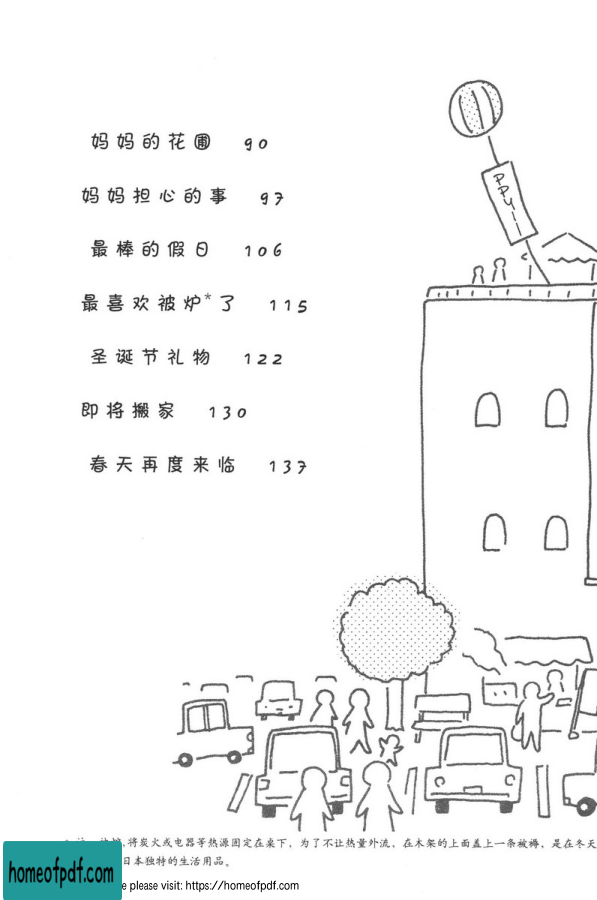 妈妈的花圃 90
妈妈担心的事 97
最棒的假日 106
最喜欢被炉*了 115
圣诞节礼物 122
即将搬家 130
春天再度来临 137
PPYII
将炭火或电器等热源固定在桌下，为了不让热量外流，在木架的上面盖上一条被褥，是在冬天
日本独特的生活用品。
homeofpdf.com
please visit: https://homeofpdf.com